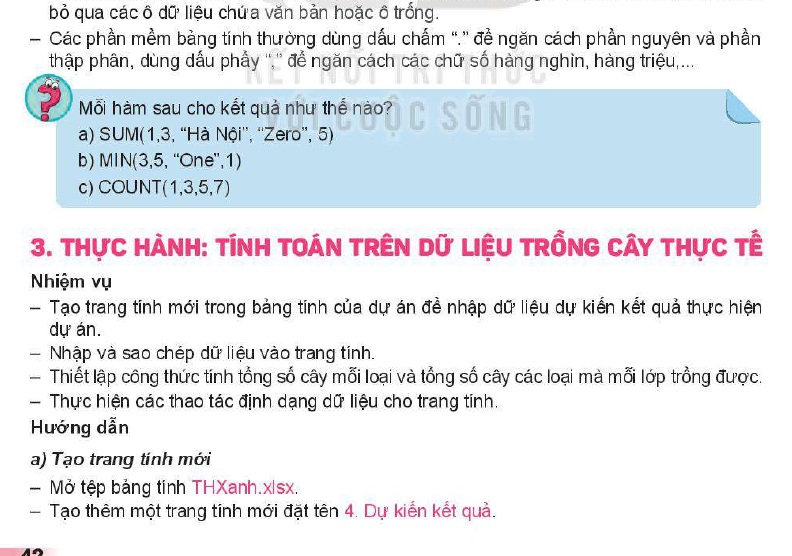 bỏ qua các ô dữ liệu chứa văn bản hoặc ô trống.
– Các phần mềm bảng tính thường dùng dấu chấm “.” để ngăn cách phần nguyên và phần
thập phân, dùng dấu phẩy “,” để ngăn cách các chữ số hàng nghìn, hàng triệu,...
KẾT NỐI TRI THỨC
VỚI CUỘC SỐNG
?
Mỗi hàm sau cho kết quả như thế nào?
a) SUM(1,3, “Hà Nội”, “Zero”, 5)
b) MIN(3,5, “One”,1)
c) COUNT(1,3,5,7)
3. THỰC HÀNH: TÍNH TOÁN TRÊN DỮ LIỆU TRỒNG CÂY THỰC TẾ
Nhiệm vụ
– Tạo trang tính mới trong bảng tính của dự án để nhập dữ liệu dự kiến kết quả thực hiện
dự án.
– Nhập và sao chép dữ liệu vào trang tính.
– Thiết lập công thức tính tổng số cây mỗi loại và tổng số cây các loại mà mỗi lớp trồng được.
– Thực hiện các thao tác định dạng dữ liệu cho trang tính.
Hướng dẫn
a) Tạo trang tính mới
– Mở tệp bảng tính THXanh.xlsx.
– Tạo thêm một trang tính mới đặt tên 4. Dự kiến kết quả.
42